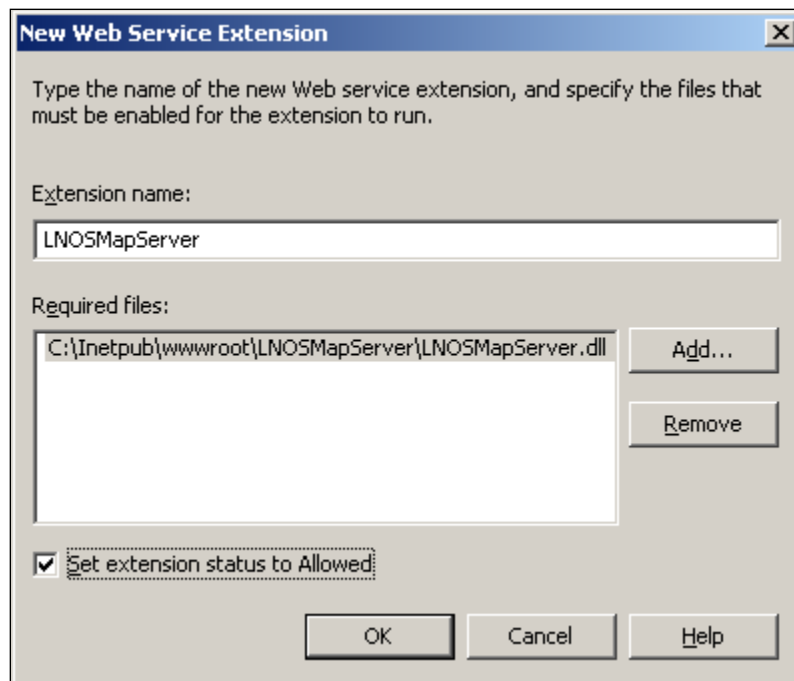 New Web Service Extension
Type the name of the new Web service extension, and specify the files that
must be enabled for the extension to run.
Extension name:
LNOSMapServer
Required files:
C:\Inetpub\wwwroot\LNOSMapServer\LNOSMapServer.dll
Add...
Remove
Set extension status to Allowed
OK Cancel Help